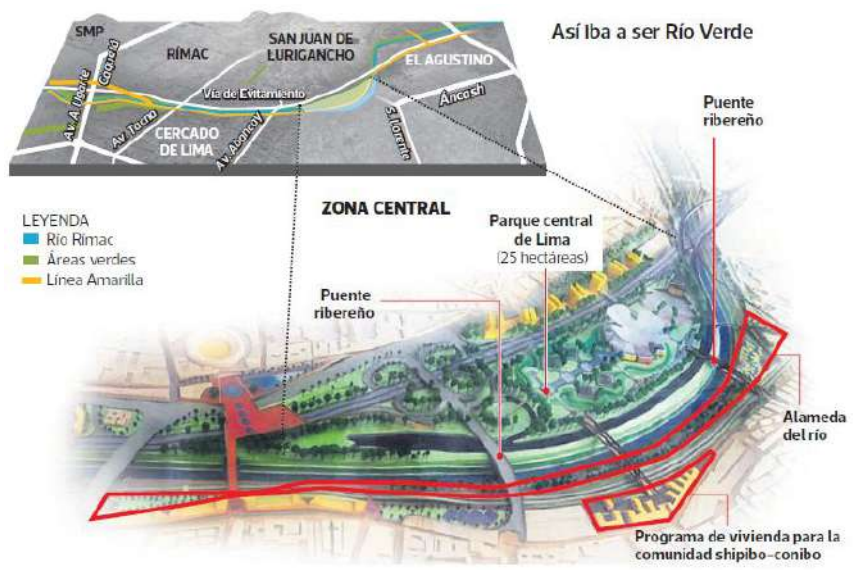 Así Iba a ser Río Verde
SMP
Caquetá
RÍMAC
SAN JUAN DE
LURIGANCHO
EL AGUSTINO
Vía de Evitamiento
Áncash
Av. A. Ugarte
Av. Tacna
CERCADO
DE LIMA
Av. Abancay
S. Lorente
Puente
ribereño
ZONA CENTRAL
LEYENDA
Río Rímac
Áreas verdes
Línea Amarilla
Parque central
de Lima
(25 hectáreas)
Puente
ribereño
Alameda
del río
Programa de vivienda para la
comunidad shipibo-conibo